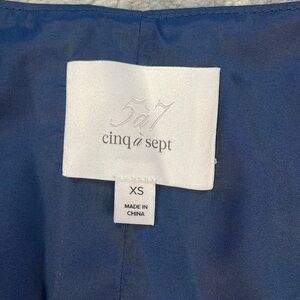 5à7
cinq à sept
XS
MADE IN
CHINA